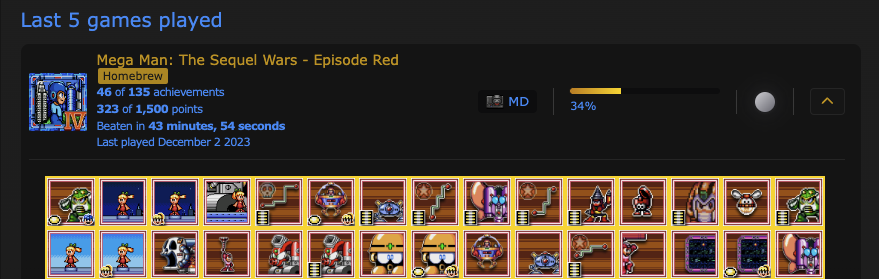 Last 5 games played
Mega Man: The Sequel Wars - Episode Red
Homebrew
46 of 135 achievements
323 of 1,500 points
Beaten in 43 minutes, 54 seconds
Last played December 2 2023
MD
34%
IV